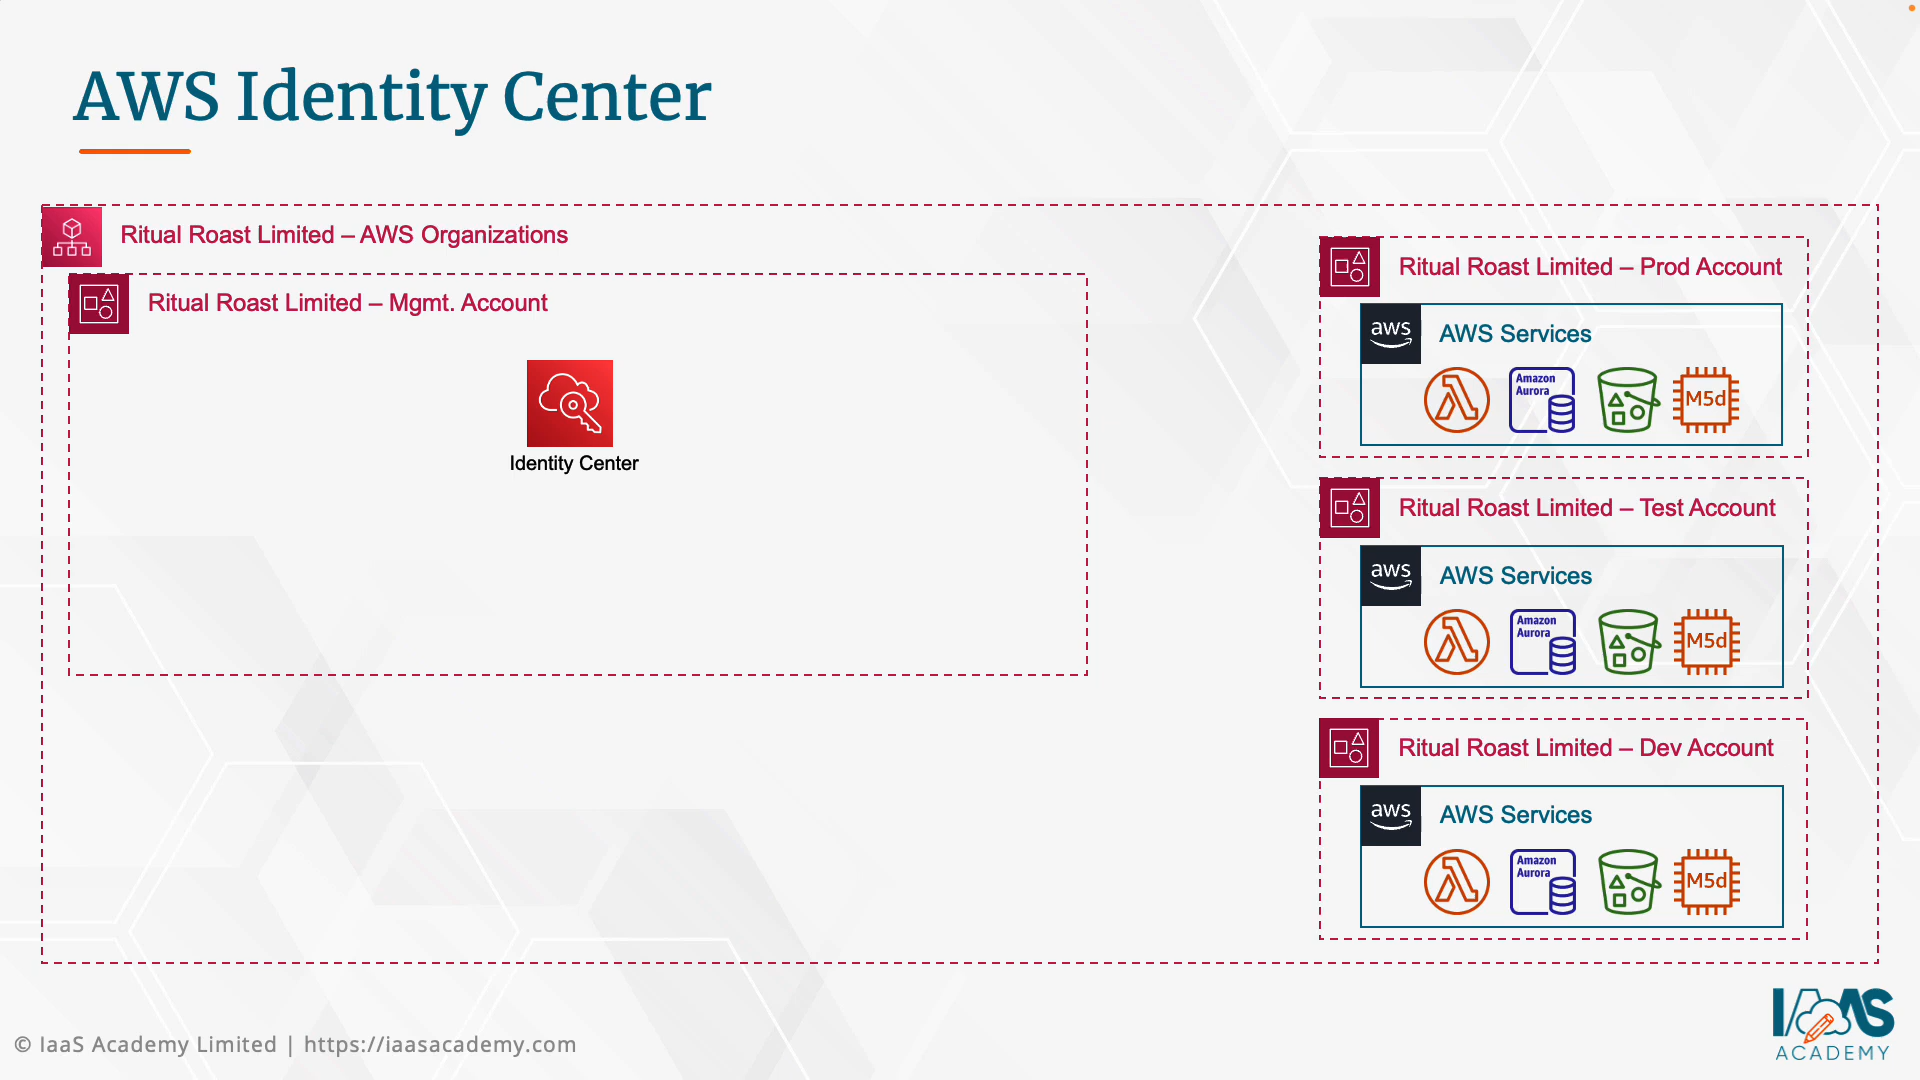 AWS Identity Center
Ritual Roast Limited – AWS Organizations
Ritual Roast Limited – Mgmt. Account
Identity Center
Ritual Roast Limited – Prod Account
aws
AWS Services
Amazon
Aurora
M5d
Ritual Roast Limited – Test Account
aws
AWS Services
Amazon
Aurora
M5d
Ritual Roast Limited – Dev Account
aws
AWS Services
Amazon
Aurora
M5d
© IaaS Academy Limited | https://iaasacademy.com
IAAS
ACADEMY